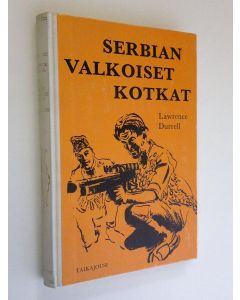 SERBIAN
VALKOISET
KOTKAT
Lawrence
Durrell
TAIKAJOUSI